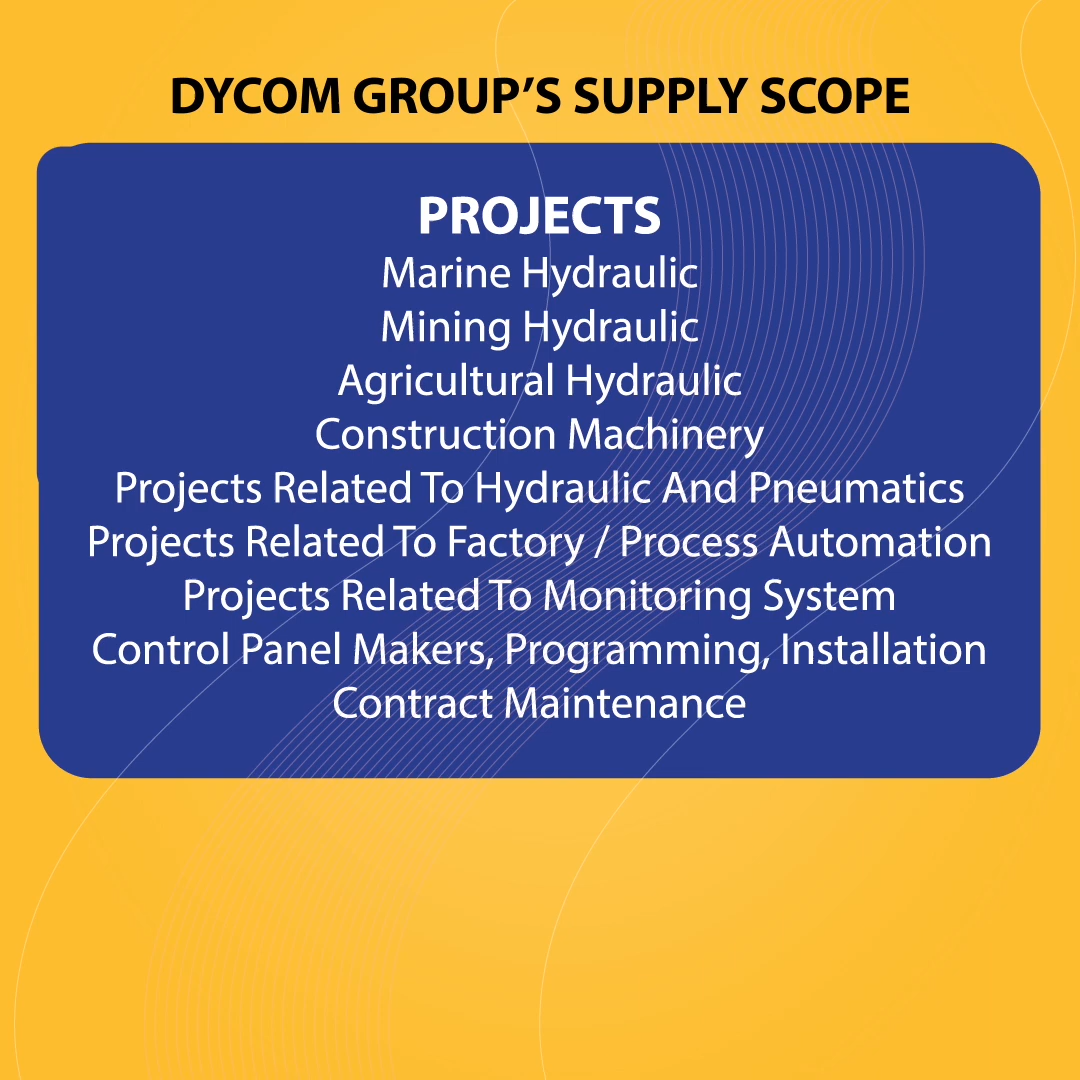 DYCOM GROUP’S SUPPLY SCOPE
PROJECTS
Marine Hydraulic
Mining Hydraulic
Agricultural Hydraulic
Construction Machinery
Projects Related To Hydraulic And Pneumatics
Projects Related To Factory / Process Automation
Projects Related To Monitoring System
Control Panel Makers, Programming, Installation
Contract Maintenance